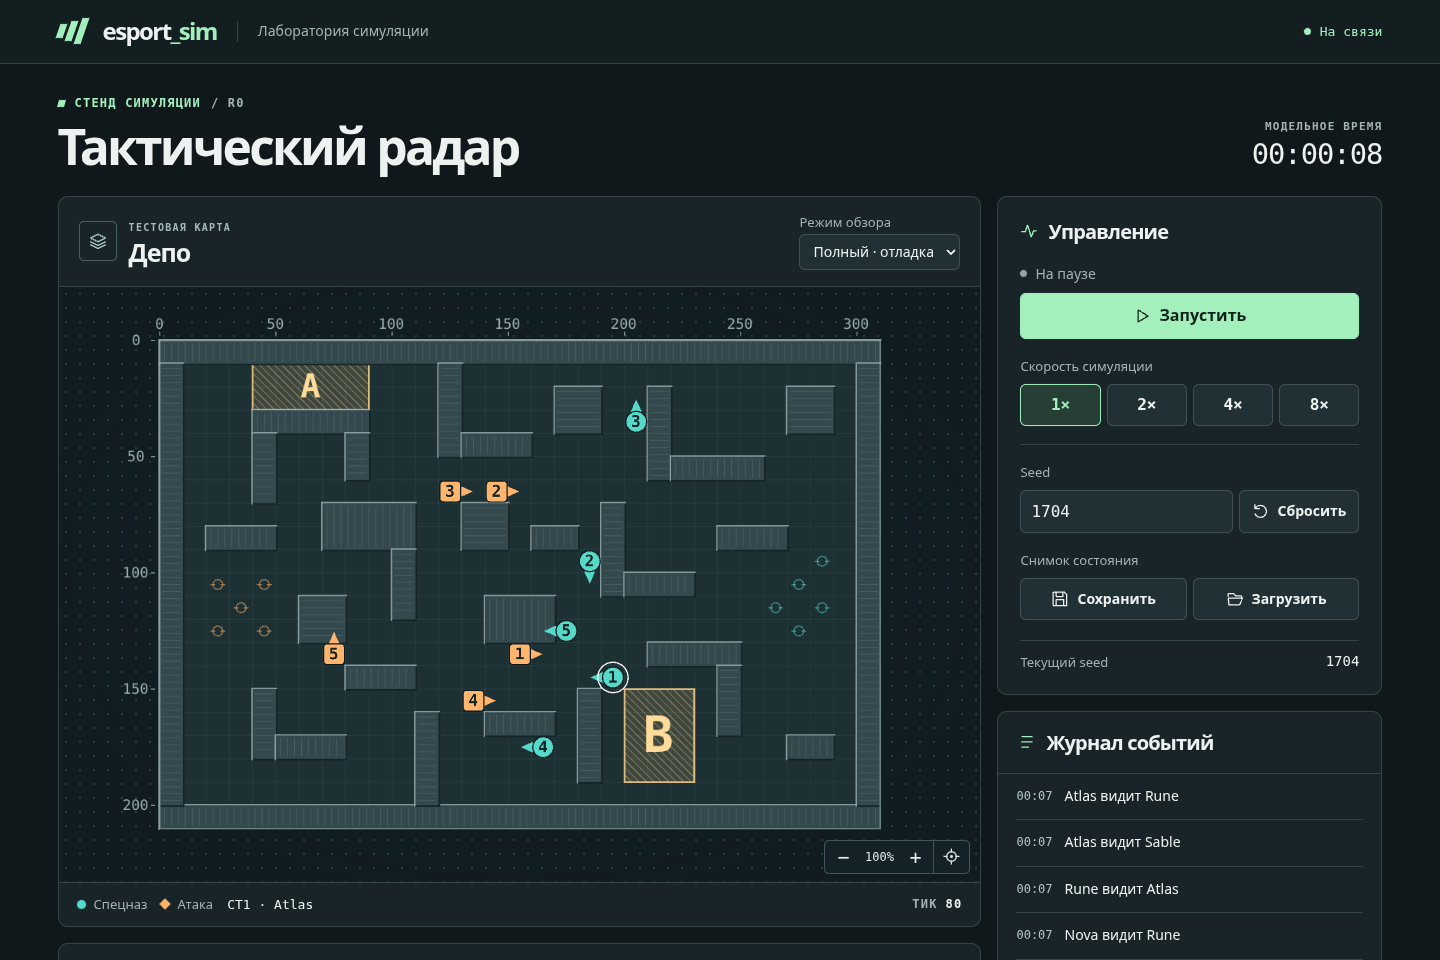 esport_sim
Лаборатория симуляции
На связи
СТЕНД СИМУЛЯЦИИ / R0
Тактический радар
МОДЕЛЬНОЕ ВРЕМЯ
00:00:08
ТЕСТОВАЯ КАРТА
Депо
Режим обзора
Полный · отладка
0 50 100 150 200 250 300
0
A
3
50
3 2
2
100
5
1
5
1
150
4
B
4
200
− 100% +
Спецназ Атака CT1 · Atlas
ТИК 80
Управление
На паузе
Запустить
Скорость симуляции
1× 2× 4× 8×
Seed
1704 Сбросить
Снимок состояния
Сохранить Загрузить
Текущий seed 1704
Журнал событий
00:07 Atlas видит Rune
00:07 Atlas видит Sable
00:07 Rune видит Atlas
00:07 Nova видит Rune